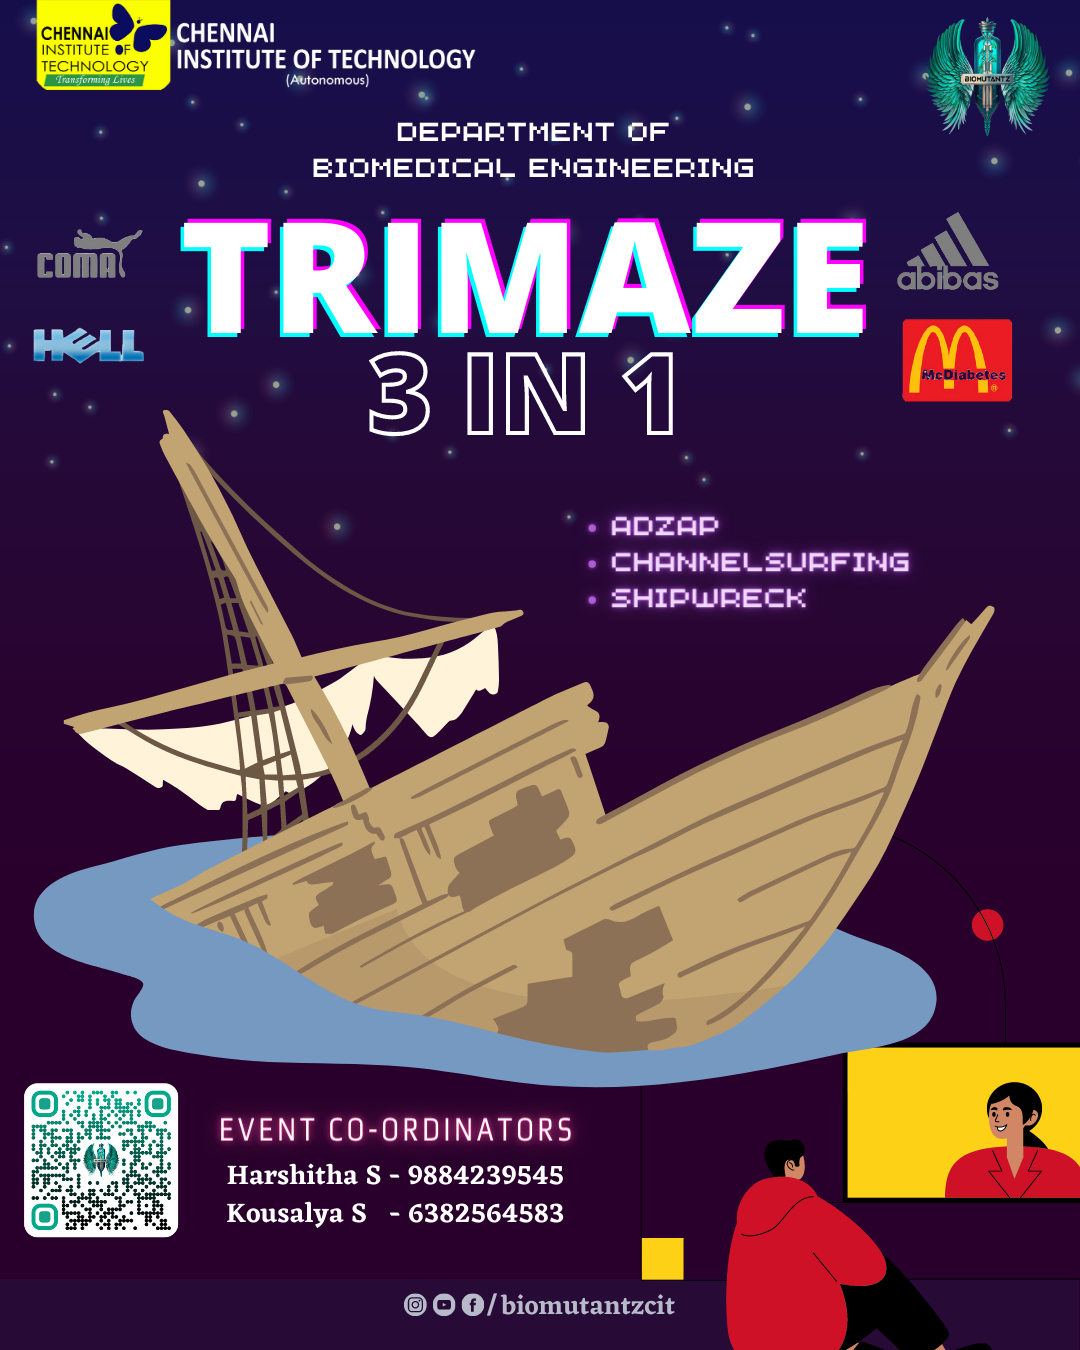 CHENNAI
INSTITUTE OF
TECHNOLOGY
Transforming Lives
CHENNAI
INSTITUTE OF TECHNOLOGY
(Autonomous)
BIOMUTANTZ
DEPARTMENT OF
BIOMEDICAL ENGINEERING
TRIMAZE
3 IN 1
COMA
abibas
HELL
McDiabetes
®
• ADZAP
• CHANNELSURFING
• SHIPWRECK
EVENT CO-ORDINATORS
Harshitha S - 9884239545
Kousalya S - 6382564583
/biomutantzcit